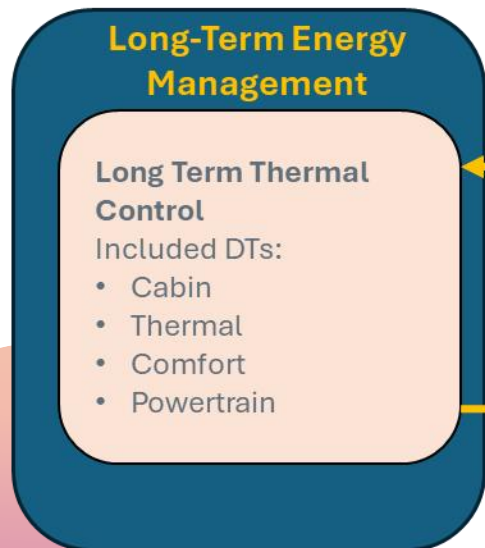 Long-Term Energy
Management
Long Term Thermal
Control
Included DTs:
• Cabin
• Thermal
• Comfort
• Powertrain